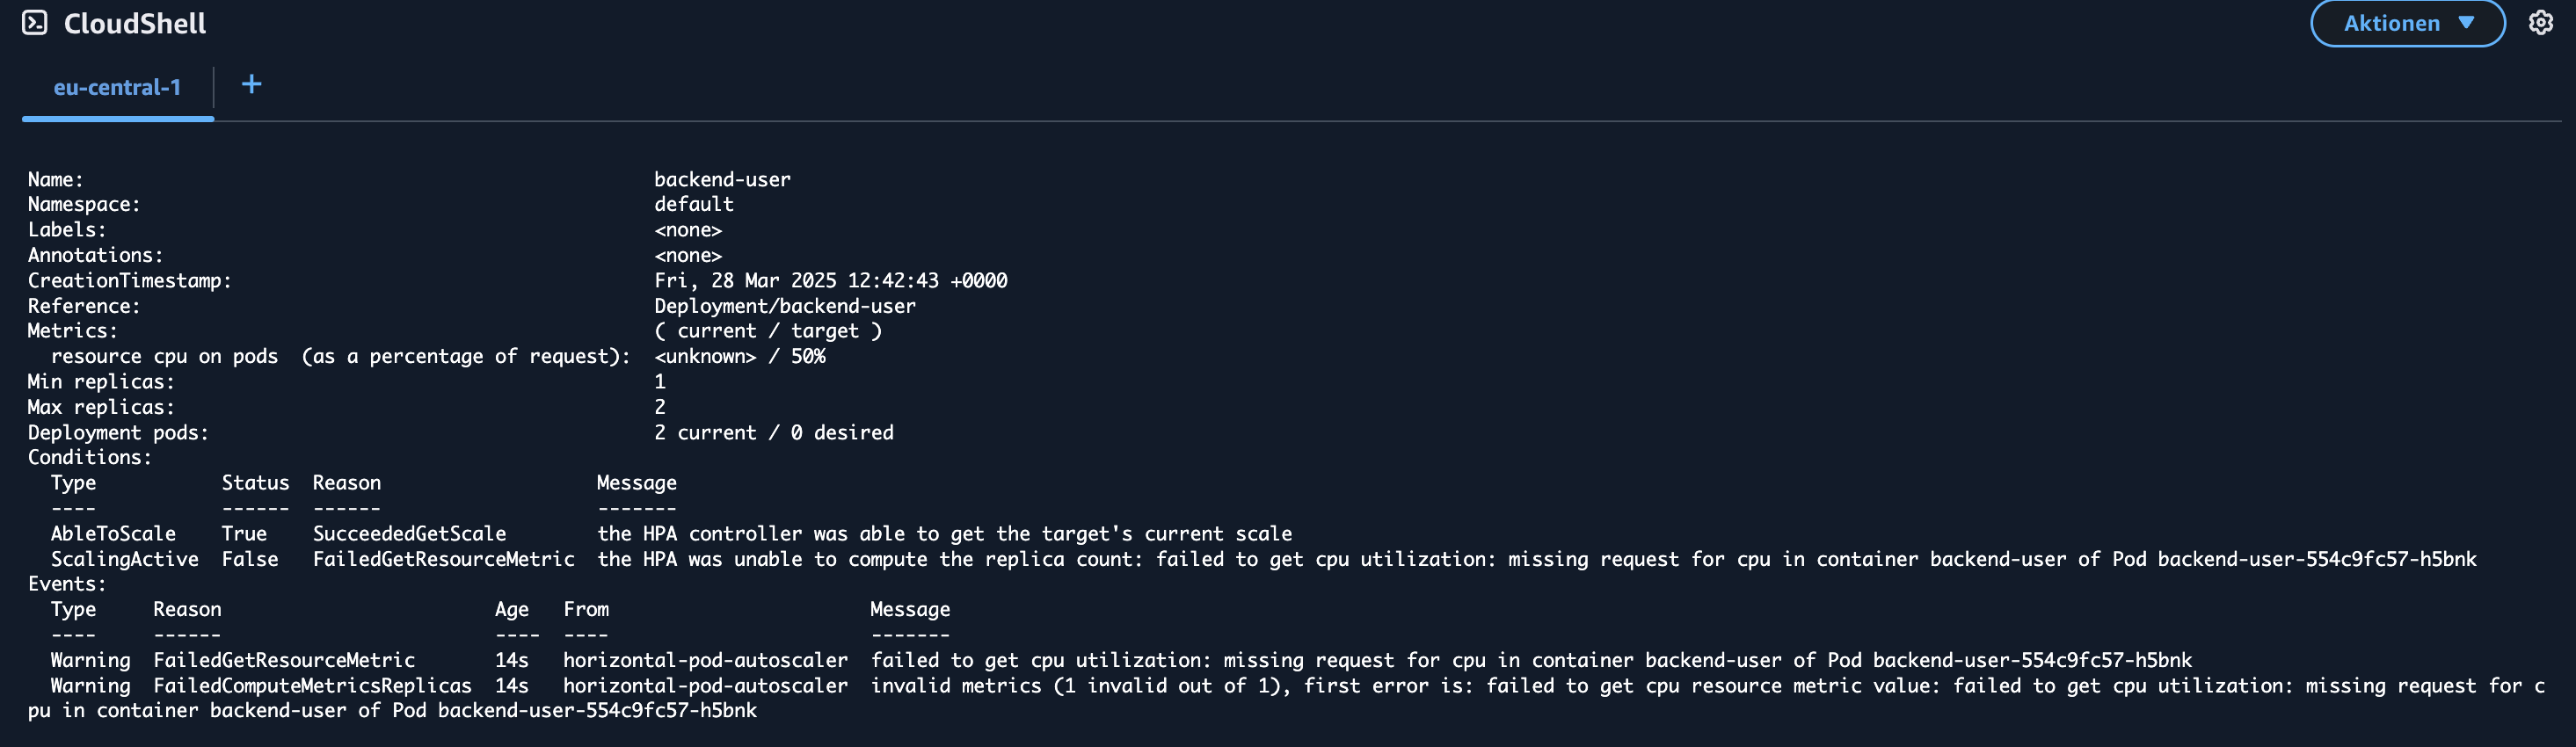 CloudShell
Aktionen
eu-central-1
Name: backend-user
Namespace: default
Labels: <none>
Annotations: <none>
CreationTimestamp: Fri, 28 Mar 2025 12:42:43 +0000
Reference: Deployment/backend-user
Metrics: ( current / target )
  resource cpu on pods  (as a percentage of request):  <unknown> / 50%
Min replicas: 1
Max replicas: 2
Deployment pods: 2 current / 0 desired
Conditions:
  Type           Status  Reason                   Message
  ----           ------  ------                   -------
  AbleToScale    True    SucceededGetScale        the HPA controller was able to get the target's current scale
  ScalingActive  False   FailedGetResourceMetric  the HPA was unable to compute the replica count: failed to get cpu utilization: missing request for cpu in container backend-user of Pod backend-user-554c9fc57-h5bnk
Events:
  Type     Reason                        Age   From                       Message
  ----     ------                        ----  ----                       -------
  Warning  FailedGetResourceMetric       14s   horizontal-pod-autoscaler  failed to get cpu utilization: missing request for cpu in container backend-user of Pod backend-user-554c9fc57-h5bnk
  Warning  FailedComputeMetricsReplicas  14s   horizontal-pod-autoscaler  invalid metrics (1 invalid out of 1), first error is: failed to get cpu resource metric value: failed to get cpu utilization: missing request for c
pu in container backend-user of Pod backend-user-554c9fc57-h5bnk